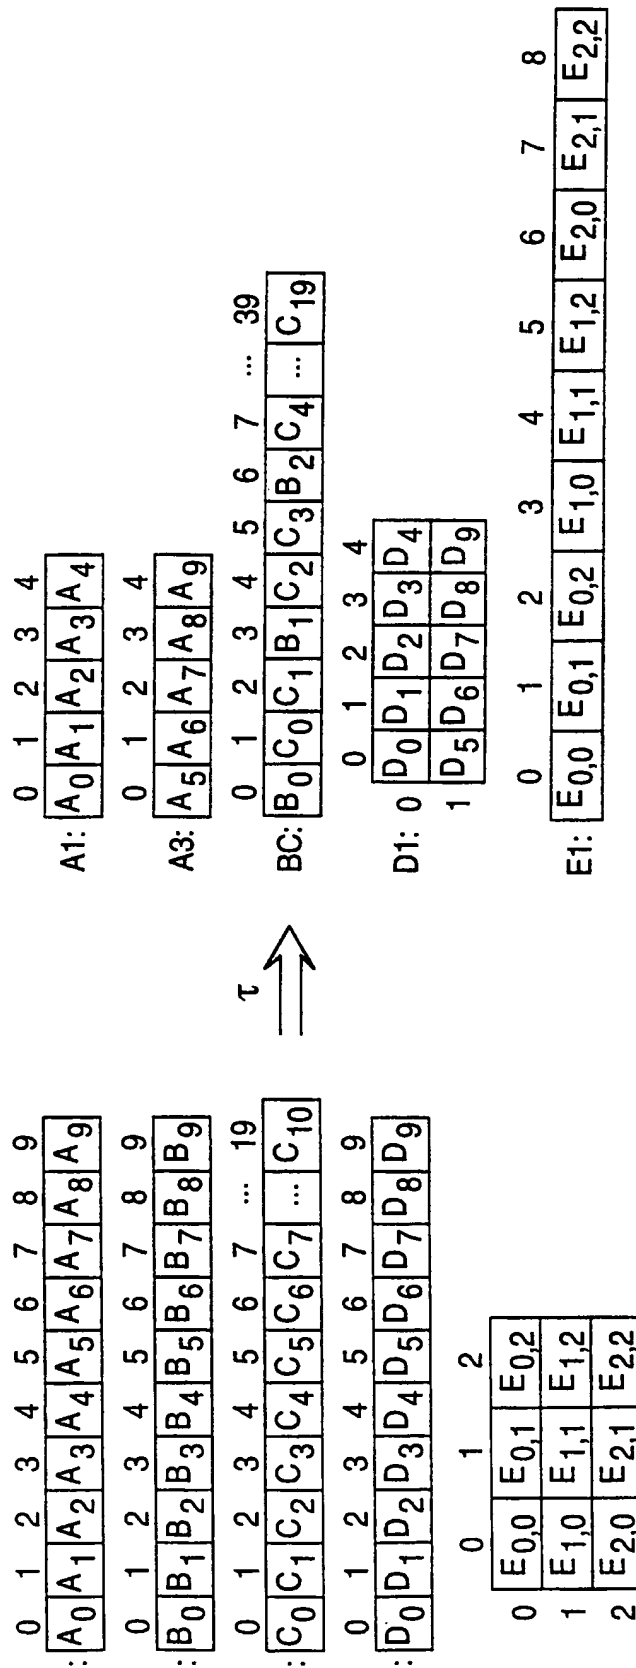 0 1 2 3 4 5 6 7 8 9
: A0 A1 A2 A3 A4 A5 A6 A7 A8 A9
0 1 2 3 4 5 6 7 8 9
: B0 B1 B2 B3 B4 B5 B6 B7 B8 B9
0 1 2 3 4 5 6 7 ... 19
: C0 C1 C2 C3 C4 C5 C6 C7 ... C10
0 1 2 3 4 5 6 7 8 9
: D0 D1 D2 D3 D4 D5 D6 D7 D8 D9
0 1 2
0 E0,0 E0,1 E0,2
1 E1,0 E1,1 E1,2
2 E2,0 E2,1 E2,2
τ
0 1 2 3 4
A1: A0 A1 A2 A3 A4
0 1 2 3 4
A3: A5 A6 A7 A8 A9
0 1 2 3 4 5 6 7 ... 39
BC: B0 C0 C1 B1 C2 C3 B2 C4 ... C19
0 1 2 3 4
D1: 0 D0 D1 D2 D3 D4
1 D5 D6 D7 D8 D9
0 1 2 3 4 5 6 7 8
E1: E0,0 E0,1 E0,2 E1,0 E1,1 E1,2 E2,0 E2,1 E2,2